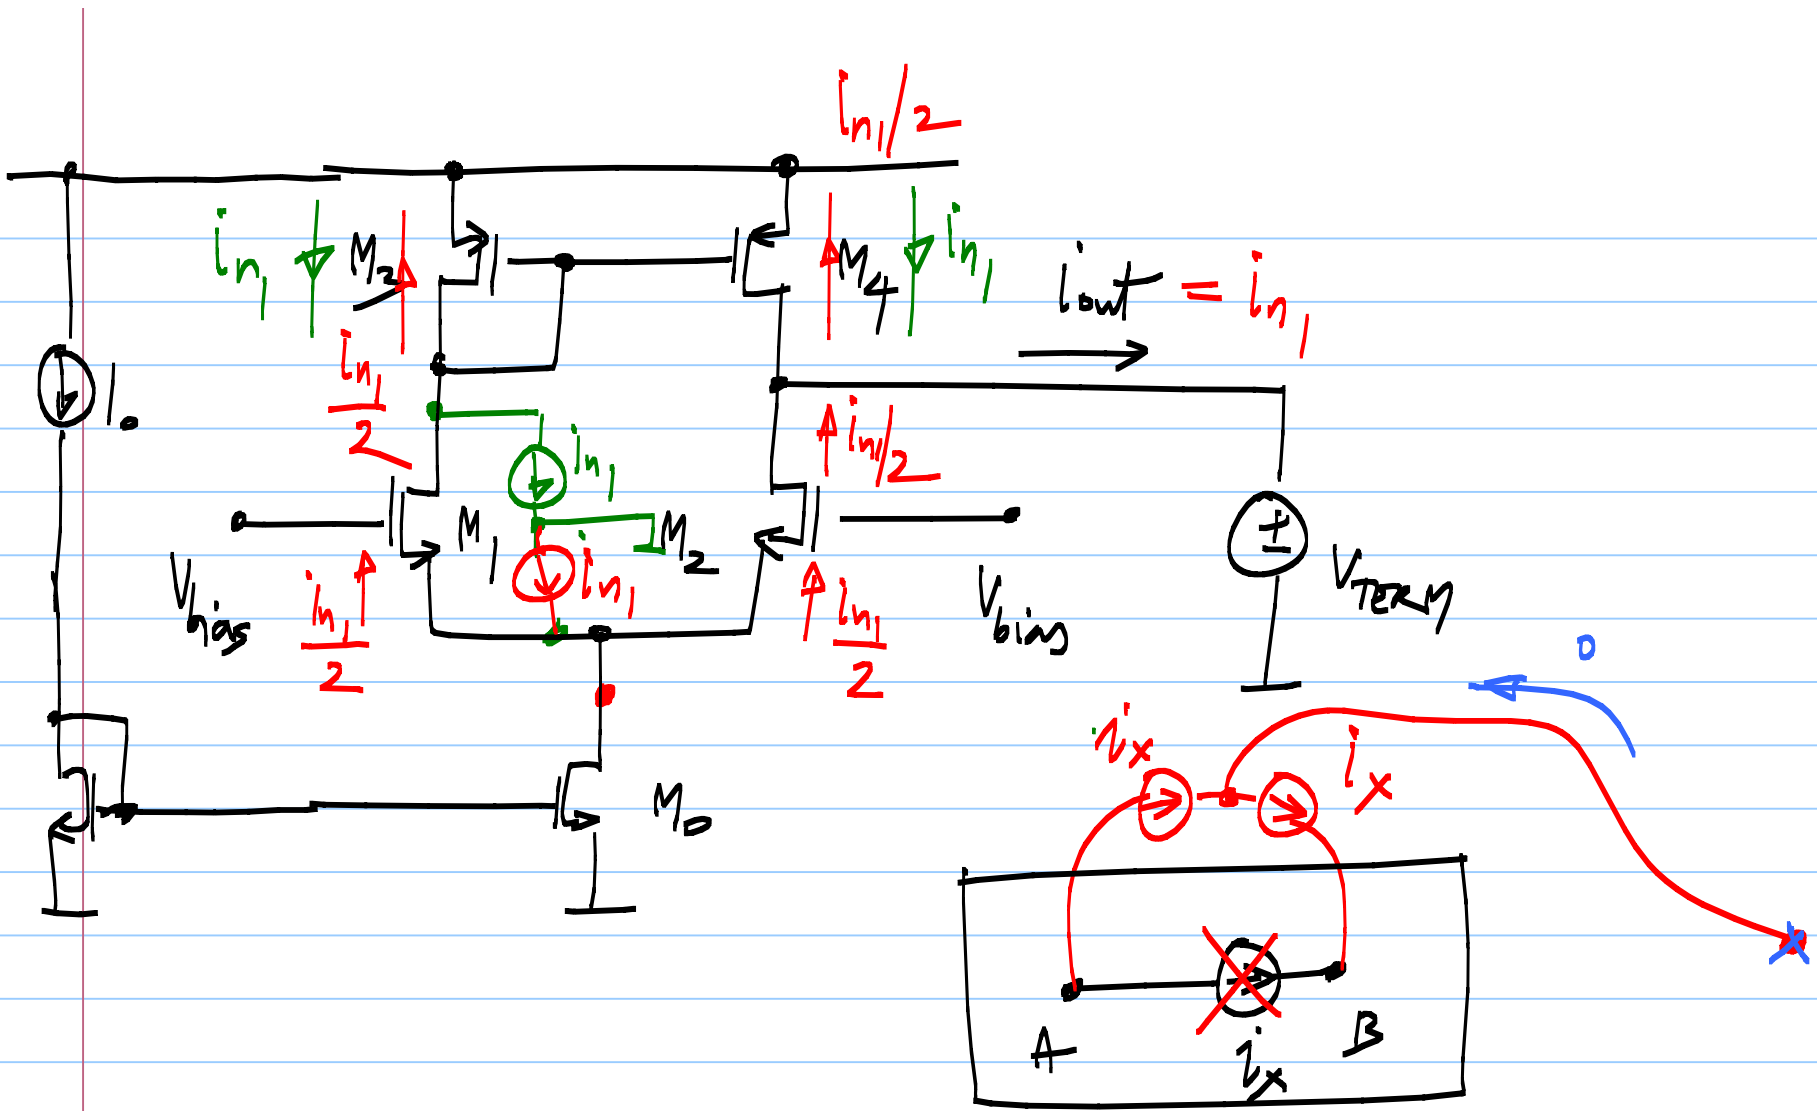 in1/2
in1
M3
M4
in1
iout = in1
I0
in1/2
in1
in1/2
M1
M2
Vbias
in1/2
in1
in1/2
Vbias
VTERM
0
ix
ix
M0
A
ix
B